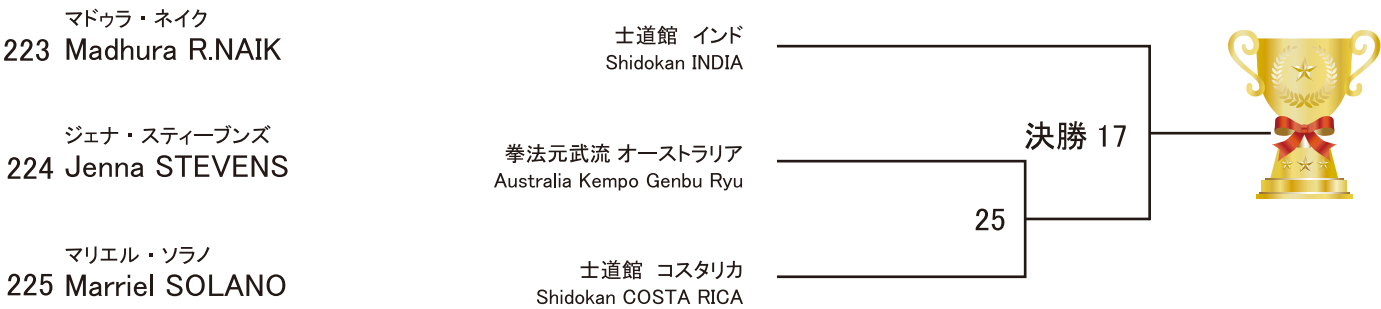 マドゥラ・ネイク
223 Madhura R.NAIK
士道館　インド
Shidokan INDIA
決勝 17
ジェナ・スティーブンズ
224 Jenna STEVENS
拳法元武流 オーストラリア
Australia Kempo Genbu Ryu
25
マリエル・ソラノ
225 Marriel SOLANO
士道館　コスタリカ
Shidokan COSTA RICA